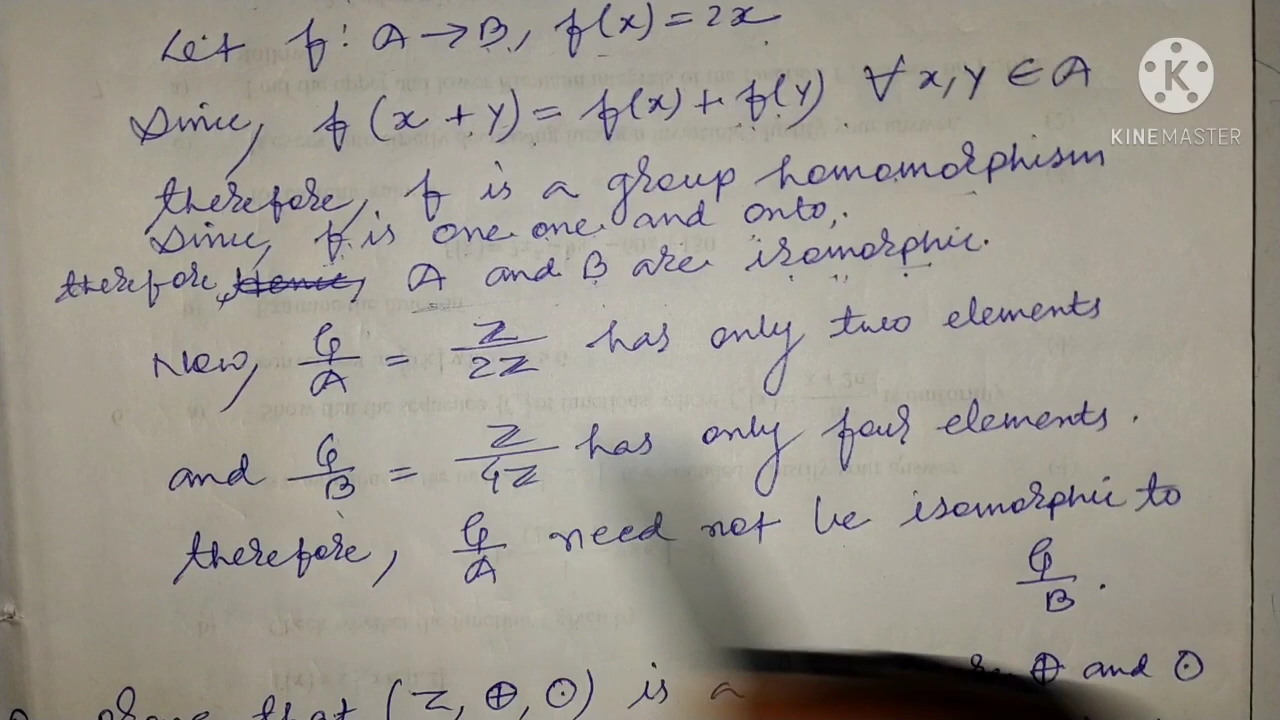 Let f: A → B, f(x) = 2x
Since, f(x + y) = f(x) + f(y) ∀ x, y ∈ A
therefore, f is a group homomorphism
Since, f is one one and onto,
therefore, Hence, A and B are isomorphic.
Now, G/A = Z/2Z has only two elements
and G/B = Z/4Z has only four elements.
therefore, G/A need not be isomorphic to
G/B.
that (Z, ⊕, ⊙) is a ⊕ and ⊙
K
KINEMASTER